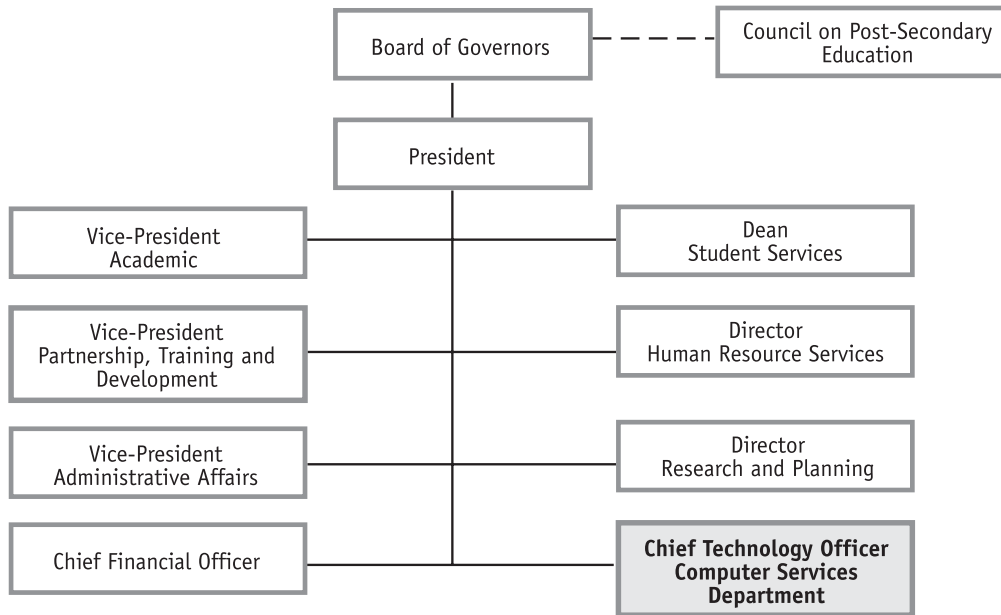 Board of Governors
Council on Post-Secondary
Education
President
Vice-President
Academic
Dean
Student Services
Vice-President
Partnership, Training and
Development
Director
Human Resource Services
Vice-President
Administrative Affairs
Director
Research and Planning
Chief Financial Officer
Chief Technology Officer
Computer Services
Department